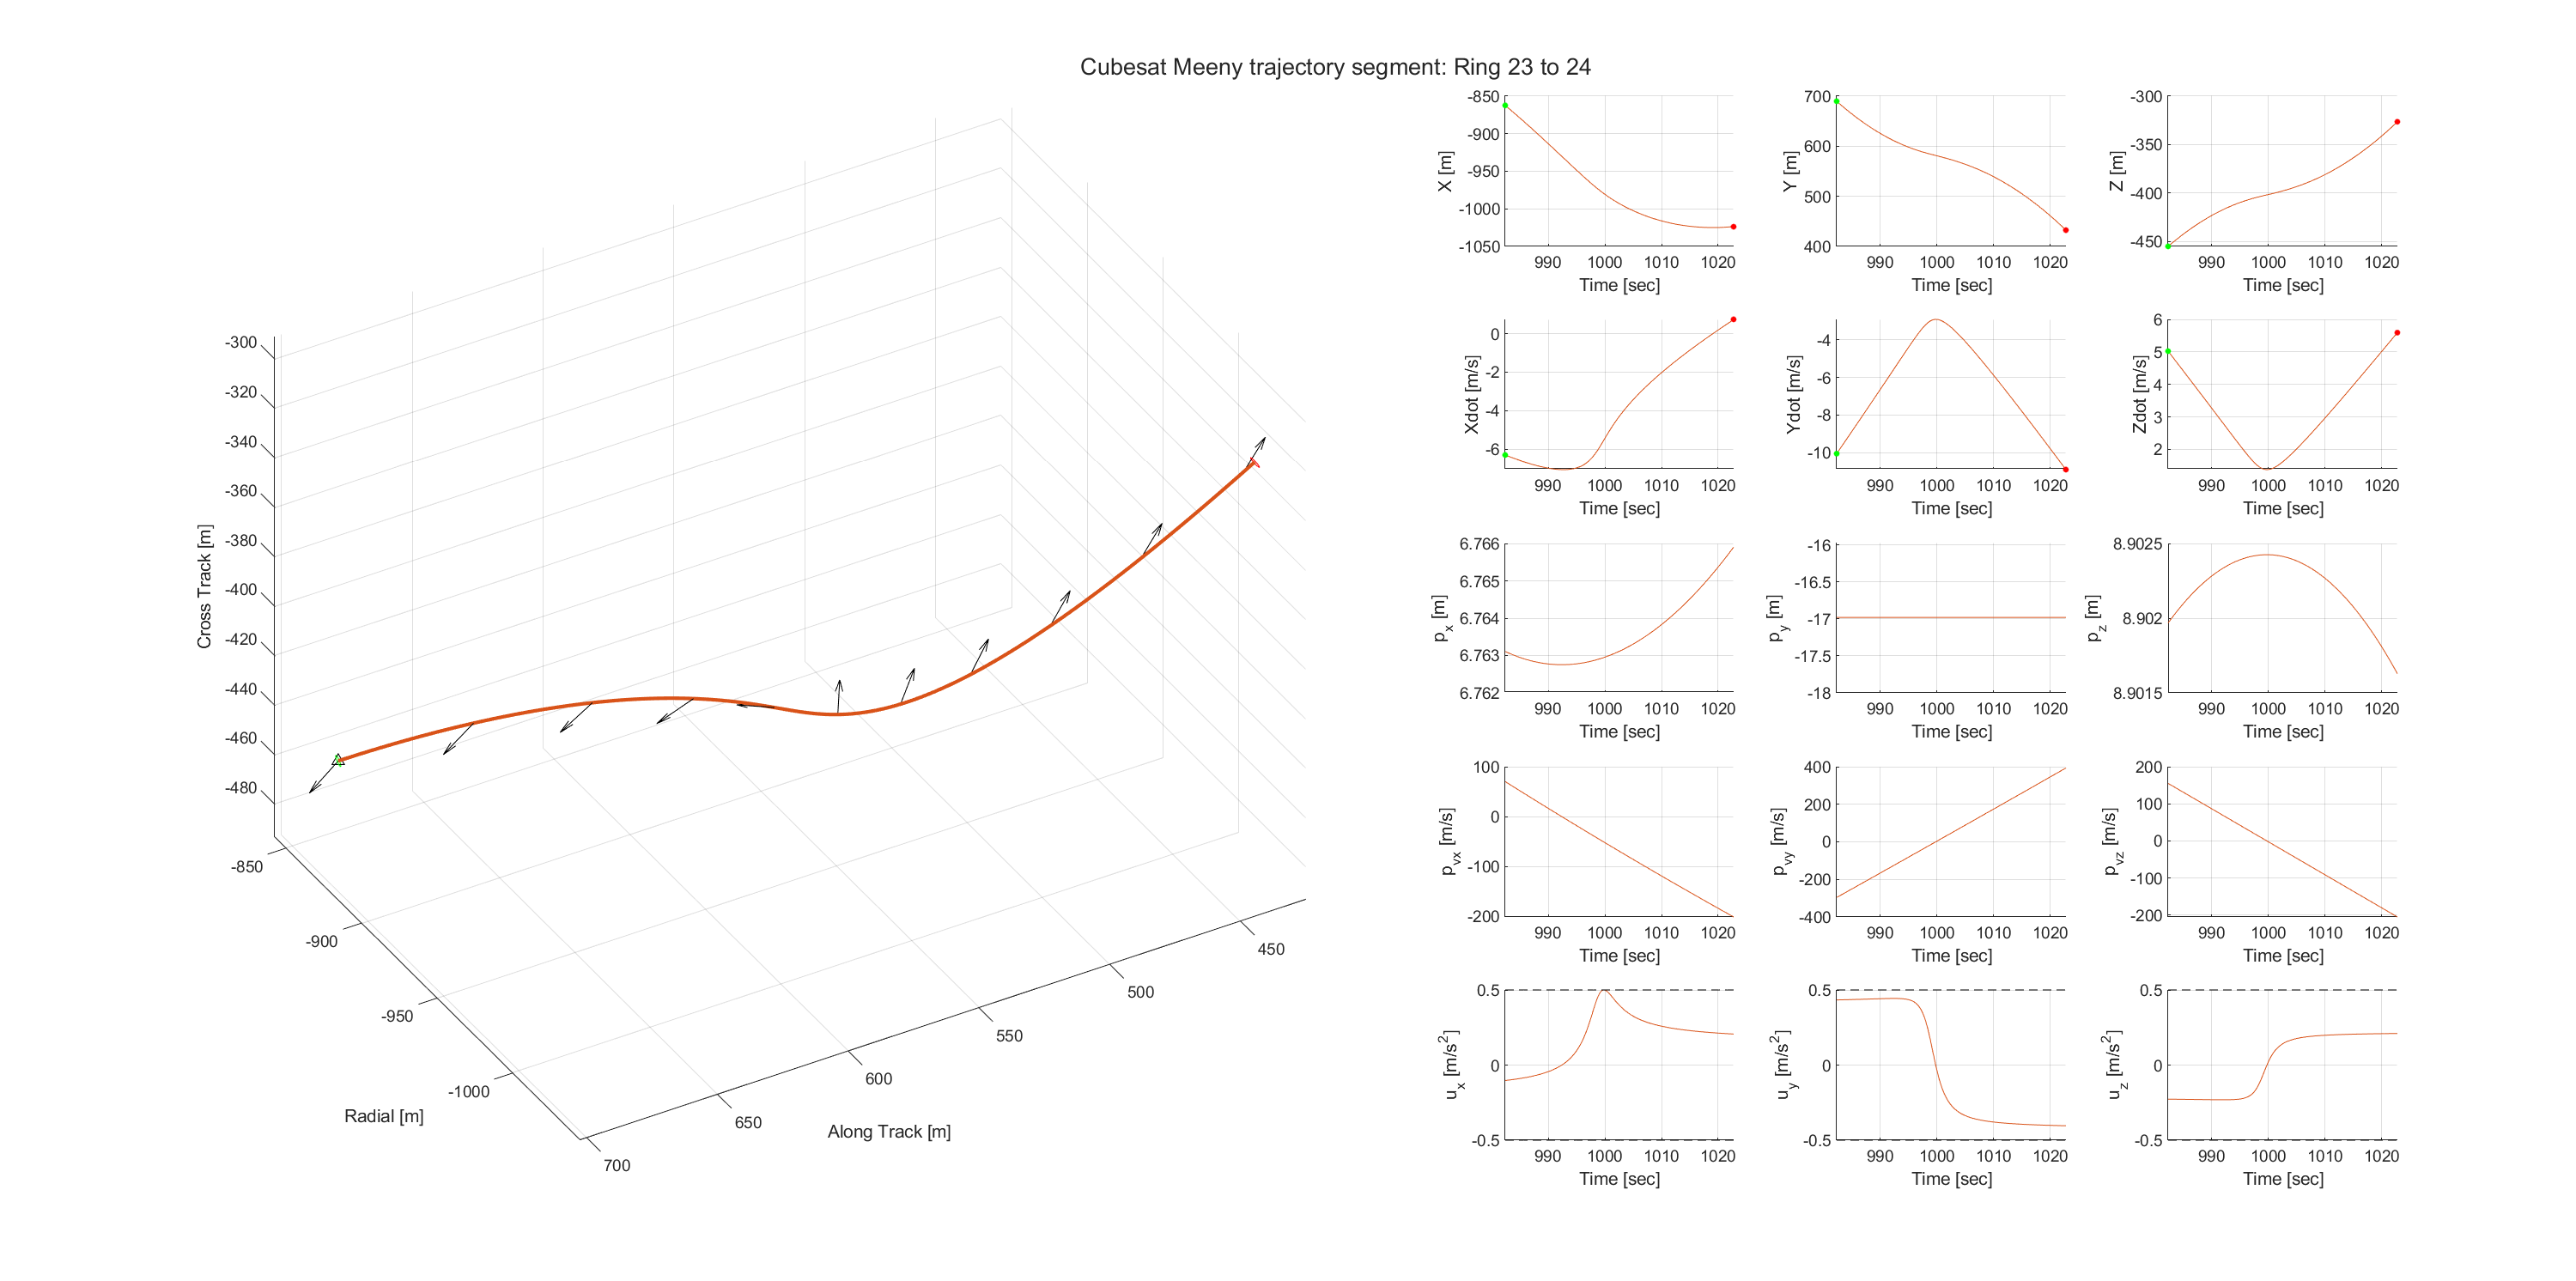 Cubesat Meeny trajectory segment: Ring 23 to 24
-300
-320
-340
-360
-380
-400
-420
-440
-460
-480
Cross Track [m]
-850
-900
-950
-1000
Radial [m]
700
650
600
550
500
450
Along Track [m]
-850
-900
-950
-1000
-1050
X [m]
990 1000 1010 1020
Time [sec]
700
600
500
400
Y [m]
990 1000 1010 1020
Time [sec]
-300
-350
-400
-450
Z [m]
990 1000 1010 1020
Time [sec]
0
-2
-4
-6
Xdot [m/s]
990 1000 1010 1020
Time [sec]
-4
-6
-8
-10
Ydot [m/s]
990 1000 1010 1020
Time [sec]
6
5
4
3
2
Zdot [m/s]
990 1000 1010 1020
Time [sec]
6.766
6.765
6.764
6.763
6.762
p_x [m]
990 1000 1010 1020
Time [sec]
-16
-16.5
-17
-17.5
-18
p_y [m]
990 1000 1010 1020
Time [sec]
8.9025
8.902
8.9015
p_z [m]
990 1000 1010 1020
Time [sec]
100
0
-100
-200
p_vx [m/s]
990 1000 1010 1020
Time [sec]
400
200
0
-200
-400
p_vy [m/s]
990 1000 1010 1020
Time [sec]
200
100
0
-100
-200
p_vz [m/s]
990 1000 1010 1020
Time [sec]
0.5
0
-0.5
u_x [m/s²]
990 1000 1010 1020
Time [sec]
0.5
0
-0.5
u_y [m/s²]
990 1000 1010 1020
Time [sec]
0.5
0
-0.5
u_z [m/s²]
990 1000 1010 1020
Time [sec]